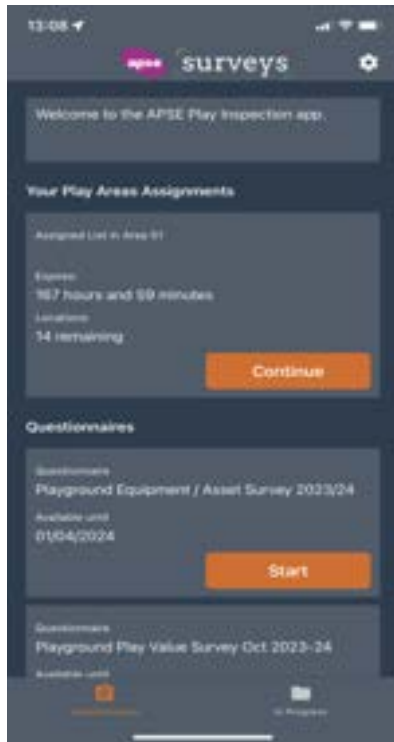 13:08
apse surveys
Welcome to the APSE Play Inspection app.
Your Play Areas Assignments
Assigned List in Area 01
Expires
167 hours and 59 minutes
Locations
14 remaining
Continue
Questionnaires
Questionnaire
Playground Equipment / Asset Survey 2023/24
Available until
01/04/2024
Start
Questionnaire
Playground Play Value Survey Oct 2023-24
Available until
In Progress